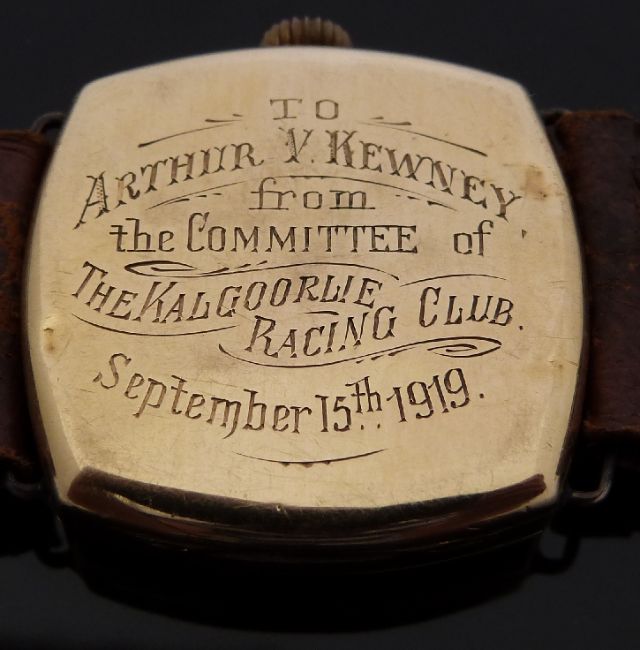 TO
ARTHUR V. KEWNEY
from
the COMMITTEE of
THE KALGOORLIE
RACING CLUB.
September 15th 1919.